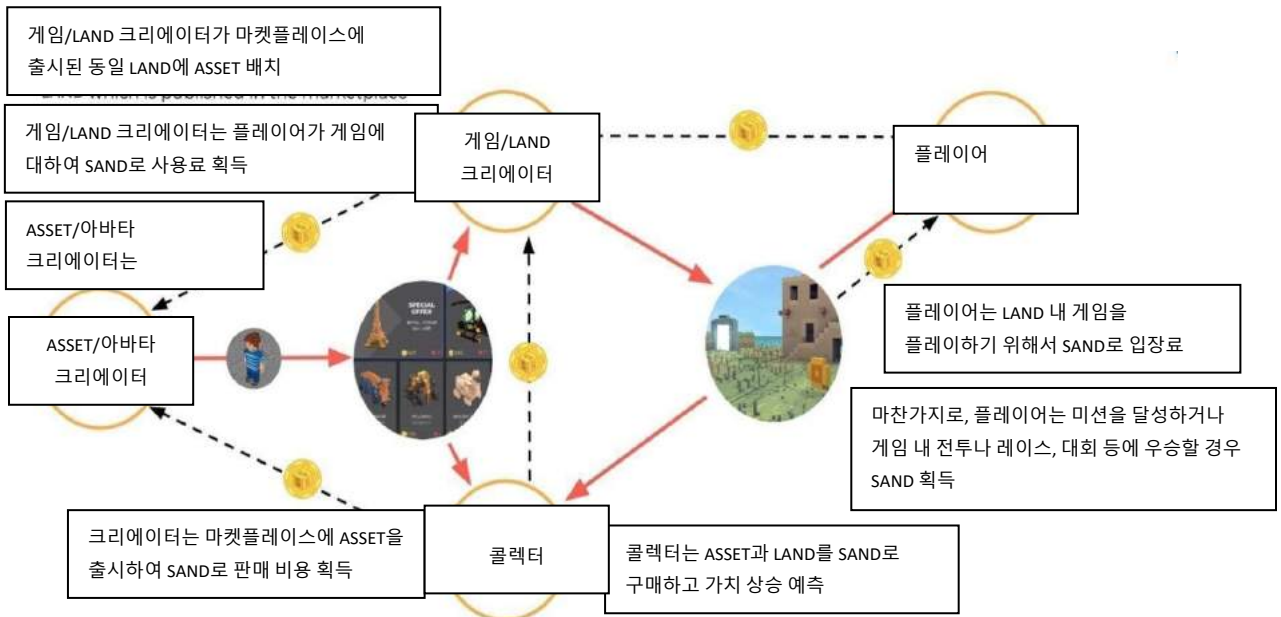 게임/LAND 크리에이터가 마켓플레이스에
출시된 동일 LAND에 ASSET 배치
게임/LAND 크리에이터는 플레이어가 게임에
대하여 SAND로 사용료 획득
게임/LAND
크리에이터
플레이어
ASSET/아바타
크리에이터는
ASSET/아바타
크리에이터
SPECIAL
OFFER
플레이어는 LAND 내 게임을
플레이하기 위해서 SAND로 입장료
마찬가지로, 플레이어는 미션을 달성하거나
게임 내 전투나 레이스, 대회 등에 우승할 경우
SAND 획득
크리에이터는 마켓플레이스에 ASSET을
출시하여 SAND로 판매 비용 획득
콜렉터
콜렉터는 ASSET과 LAND를 SAND로
구매하고 가치 상승 예측